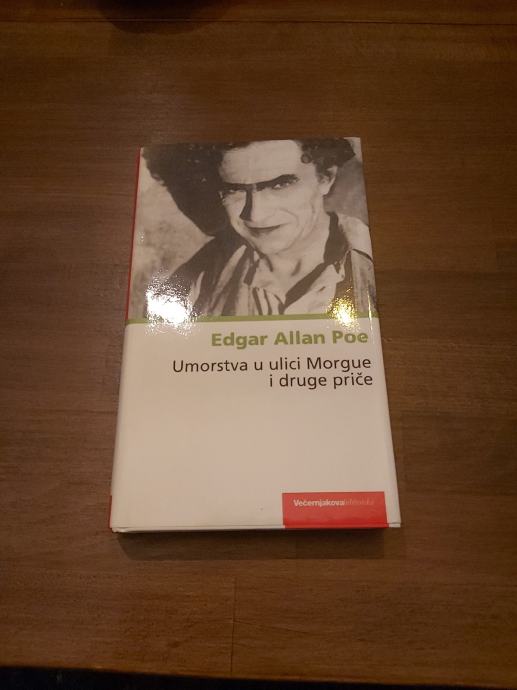 Edgar Allan Poe
Umorstva u ulici Morgue
i druge priče
Večernjakova